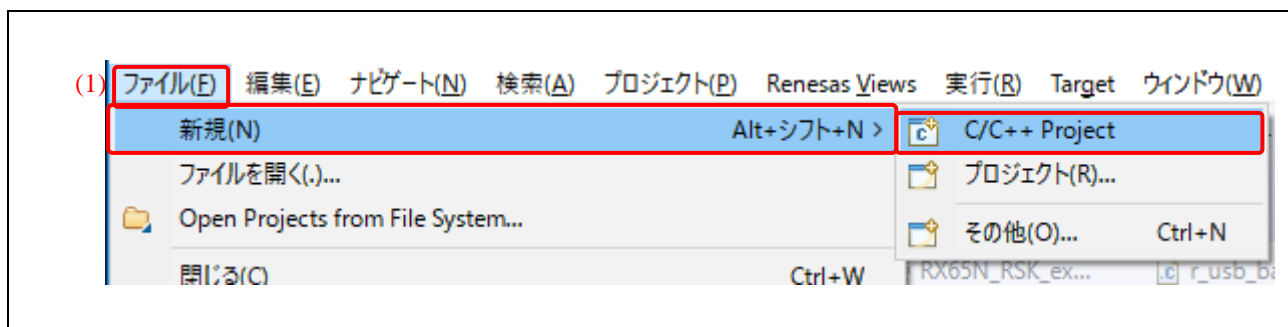 (1) ファイル(F) 編集(E) ナビゲート(N) 検索(A) プロジェクト(P) Renesas Views 実行(R) Target ウィンドウ(W)
新規(N) Alt+シフト+N > C/C++ Project
ファイルを開く(.)... プロジェクト(R)...
Open Projects from File System...
その他(O)... Ctrl+N
閉じる(C) Ctrl+W RX65N_RSK_ex... .c r_usb_ba